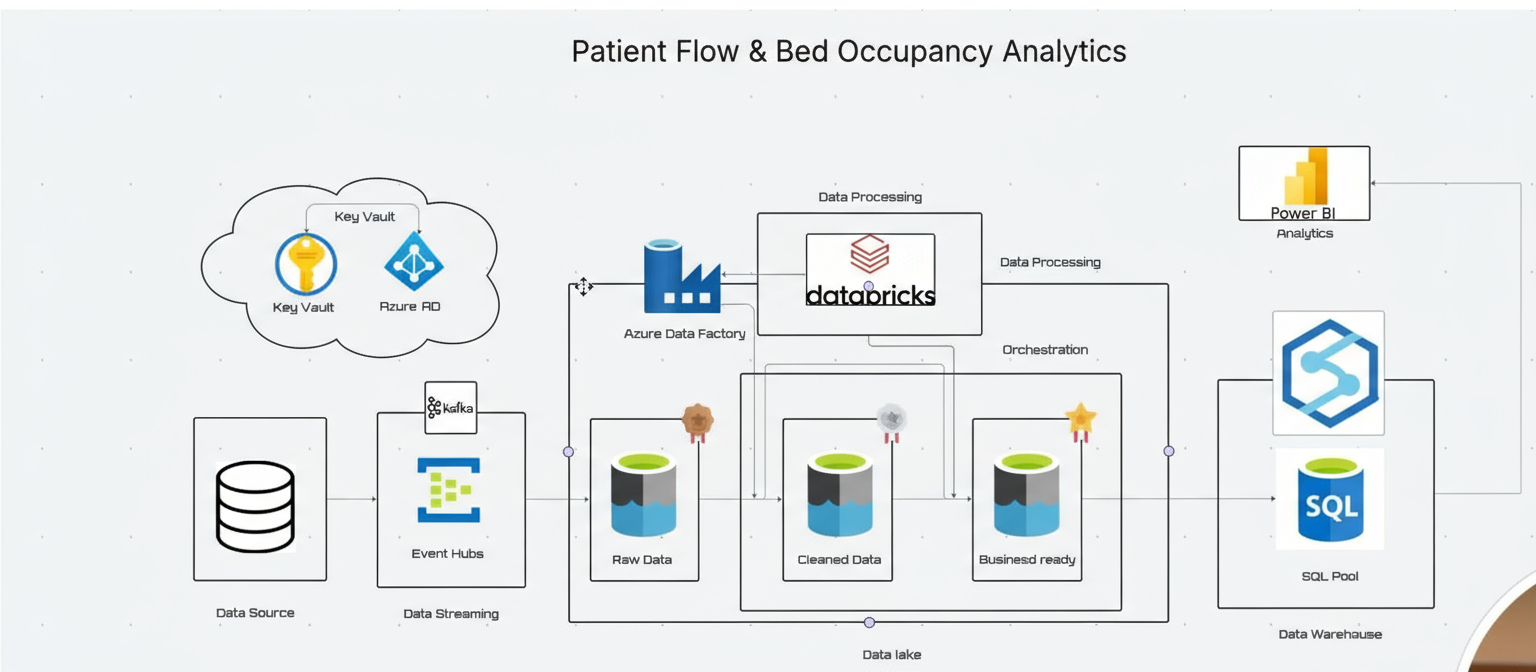 Patient Flow & Bed Occupancy Analytics
Power BI
Analytics
Data Processing
databricks
Data Processing
Key Vault
Key Vault
Azure AD
Azure Data Factory
Orchestration
Kafka
Event Hubs
Raw Data
Cleaned Data
Business ready
SQL
SQL Pool
Data Source
Data Streaming
Data lake
Data Warehouse